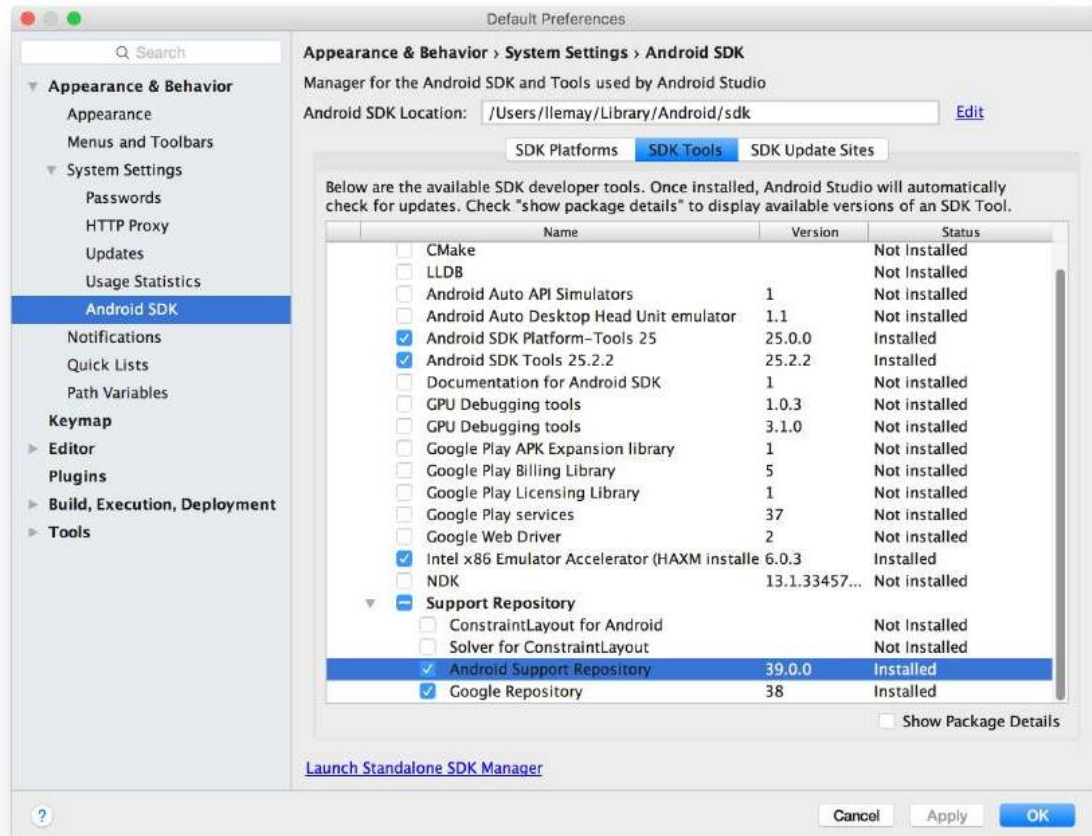 Default Preferences
Search
Appearance & Behavior
Appearance
Menus and Toolbars
System Settings
Passwords
HTTP Proxy
Updates
Usage Statistics
Android SDK
Notifications
Quick Lists
Path Variables
Keymap
Editor
Plugins
Build, Execution, Deployment
Tools
Appearance & Behavior › System Settings › Android SDK
Manager for the Android SDK and Tools used by Android Studio
Android SDK Location: /Users/llemay/Library/Android/sdk Edit
SDK Platforms SDK Tools SDK Update Sites
Below are the available SDK developer tools. Once installed, Android Studio will automatically
check for updates. Check "show package details" to display available versions of an SDK Tool.
Name Version Status
CMake Not Installed
LLDB Not Installed
Android Auto API Simulators 1 Not installed
Android Auto Desktop Head Unit emulator 1.1 Not installed
Android SDK Platform-Tools 25 25.0.0 Installed
Android SDK Tools 25.2.2 25.2.2 Installed
Documentation for Android SDK 1 Not installed
GPU Debugging tools 1.0.3 Not installed
GPU Debugging tools 3.1.0 Not installed
Google Play APK Expansion library 1 Not installed
Google Play Billing Library 5 Not installed
Google Play Licensing Library 1 Not installed
Google Play services 37 Not installed
Google Web Driver 2 Not installed
Intel x86 Emulator Accelerator (HAXM installe 6.0.3 Installed
NDK 13.1.33457... Not installed
Support Repository
ConstraintLayout for Android Not Installed
Solver for ConstraintLayout Not Installed
Android Support Repository 39.0.0 Installed
Google Repository 38 Installed
Show Package Details
Launch Standalone SDK Manager
? Cancel Apply OK